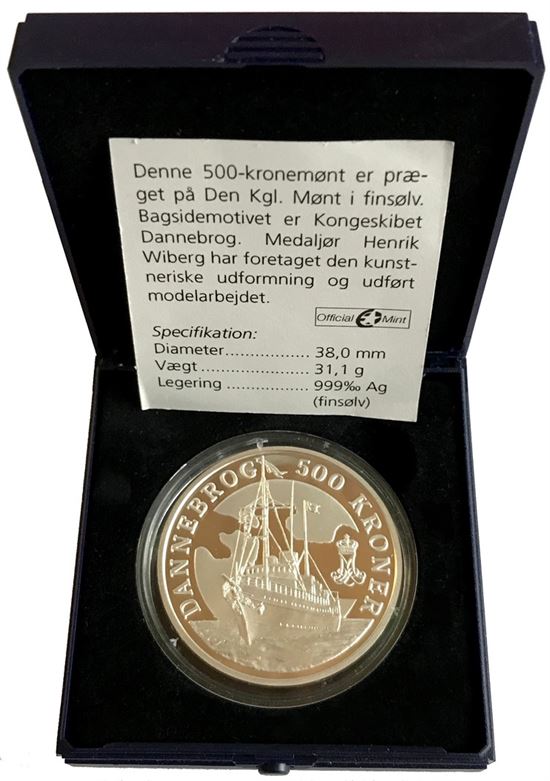 Denne 500-kronemønt er præ-
get på Den Kgl. Mønt i finsølv.
Bagsidemotivet er Kongeskibet
Dannebrog. Medaljør Henrik
Wiberg har foretaget den kunst-
neriske udformning og udført
modelarbejdet.
Official Mint
Specifikation:
Diameter................ 38,0 mm
Vægt .................... 31,1 g
Legering ............... 999‰ Ag
(finsølv)
DANNEBROG 500 KRONER